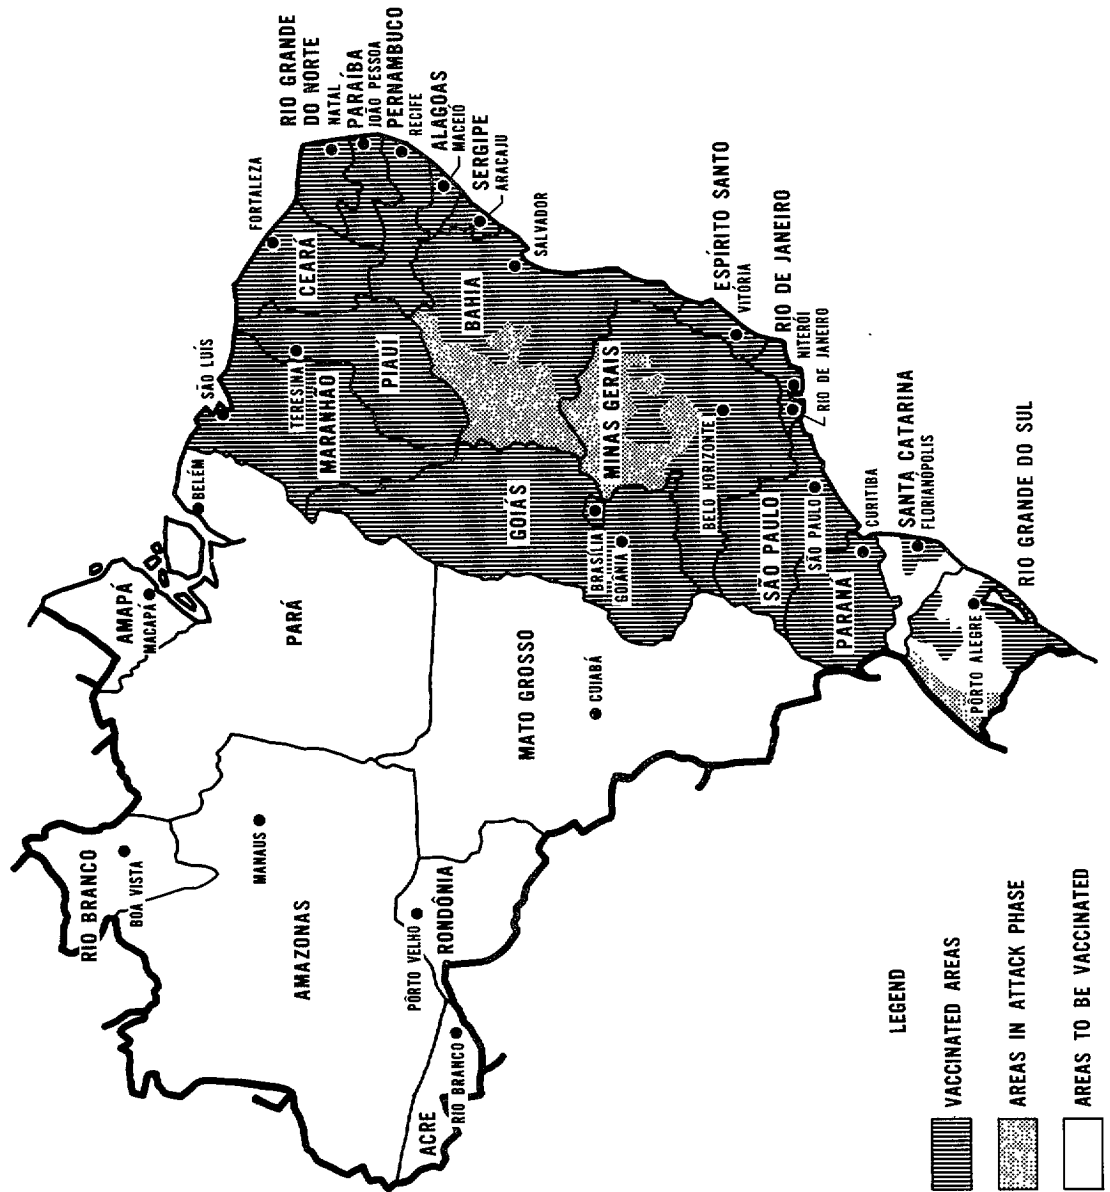 RIO BRANCO
BOA VISTA
AMAPÁ
MACAPÁ
BELÉM
SÃO LUÍS
FORTALEZA
RIO GRANDE
DO NORTE
NATAL
PARAÍBA
JOÃO PESSOA
PERNAMBUCO
RECIFE
ALAGOAS
MACEIÓ
SERGIPE
ARACAJU
SALVADOR
MANAUS
AMAZONAS
PARÁ
TERESINA
MARANHÃO
CEARÁ
PIAUÍ
BAHIA
ACRE
RIO BRANCO
PÔRTO VELHO
RONDÔNIA
MATO GROSSO
CUIABÁ
GOIÁS
BRASÍLIA
GOIÂNIA
MINAS GERAIS
BELO HORIZONTE
ESPÍRITO SANTO
VITÓRIA
RIO DE JANEIRO
NITERÓI
RIO DE JANEIRO
SÃO PAULO
SÃO PAULO
PARANÁ
CURITIBA
SANTA CATARINA
FLORIANÓPOLIS
PÔRTO ALEGRE
RIO GRANDE DO SUL
LEGEND
VACCINATED AREAS
AREAS IN ATTACK PHASE
AREAS TO BE VACCINATED